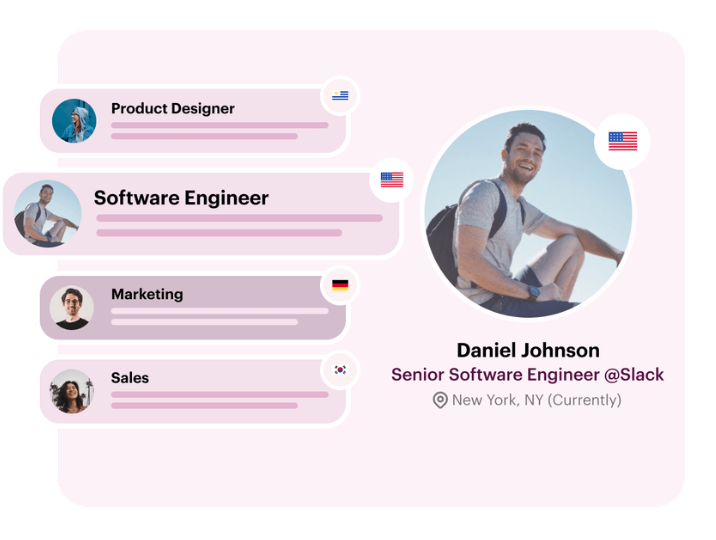 Product Designer
Software Engineer
Marketing
Sales
Daniel Johnson
Senior Software Engineer @Slack
New York, NY (Currently)